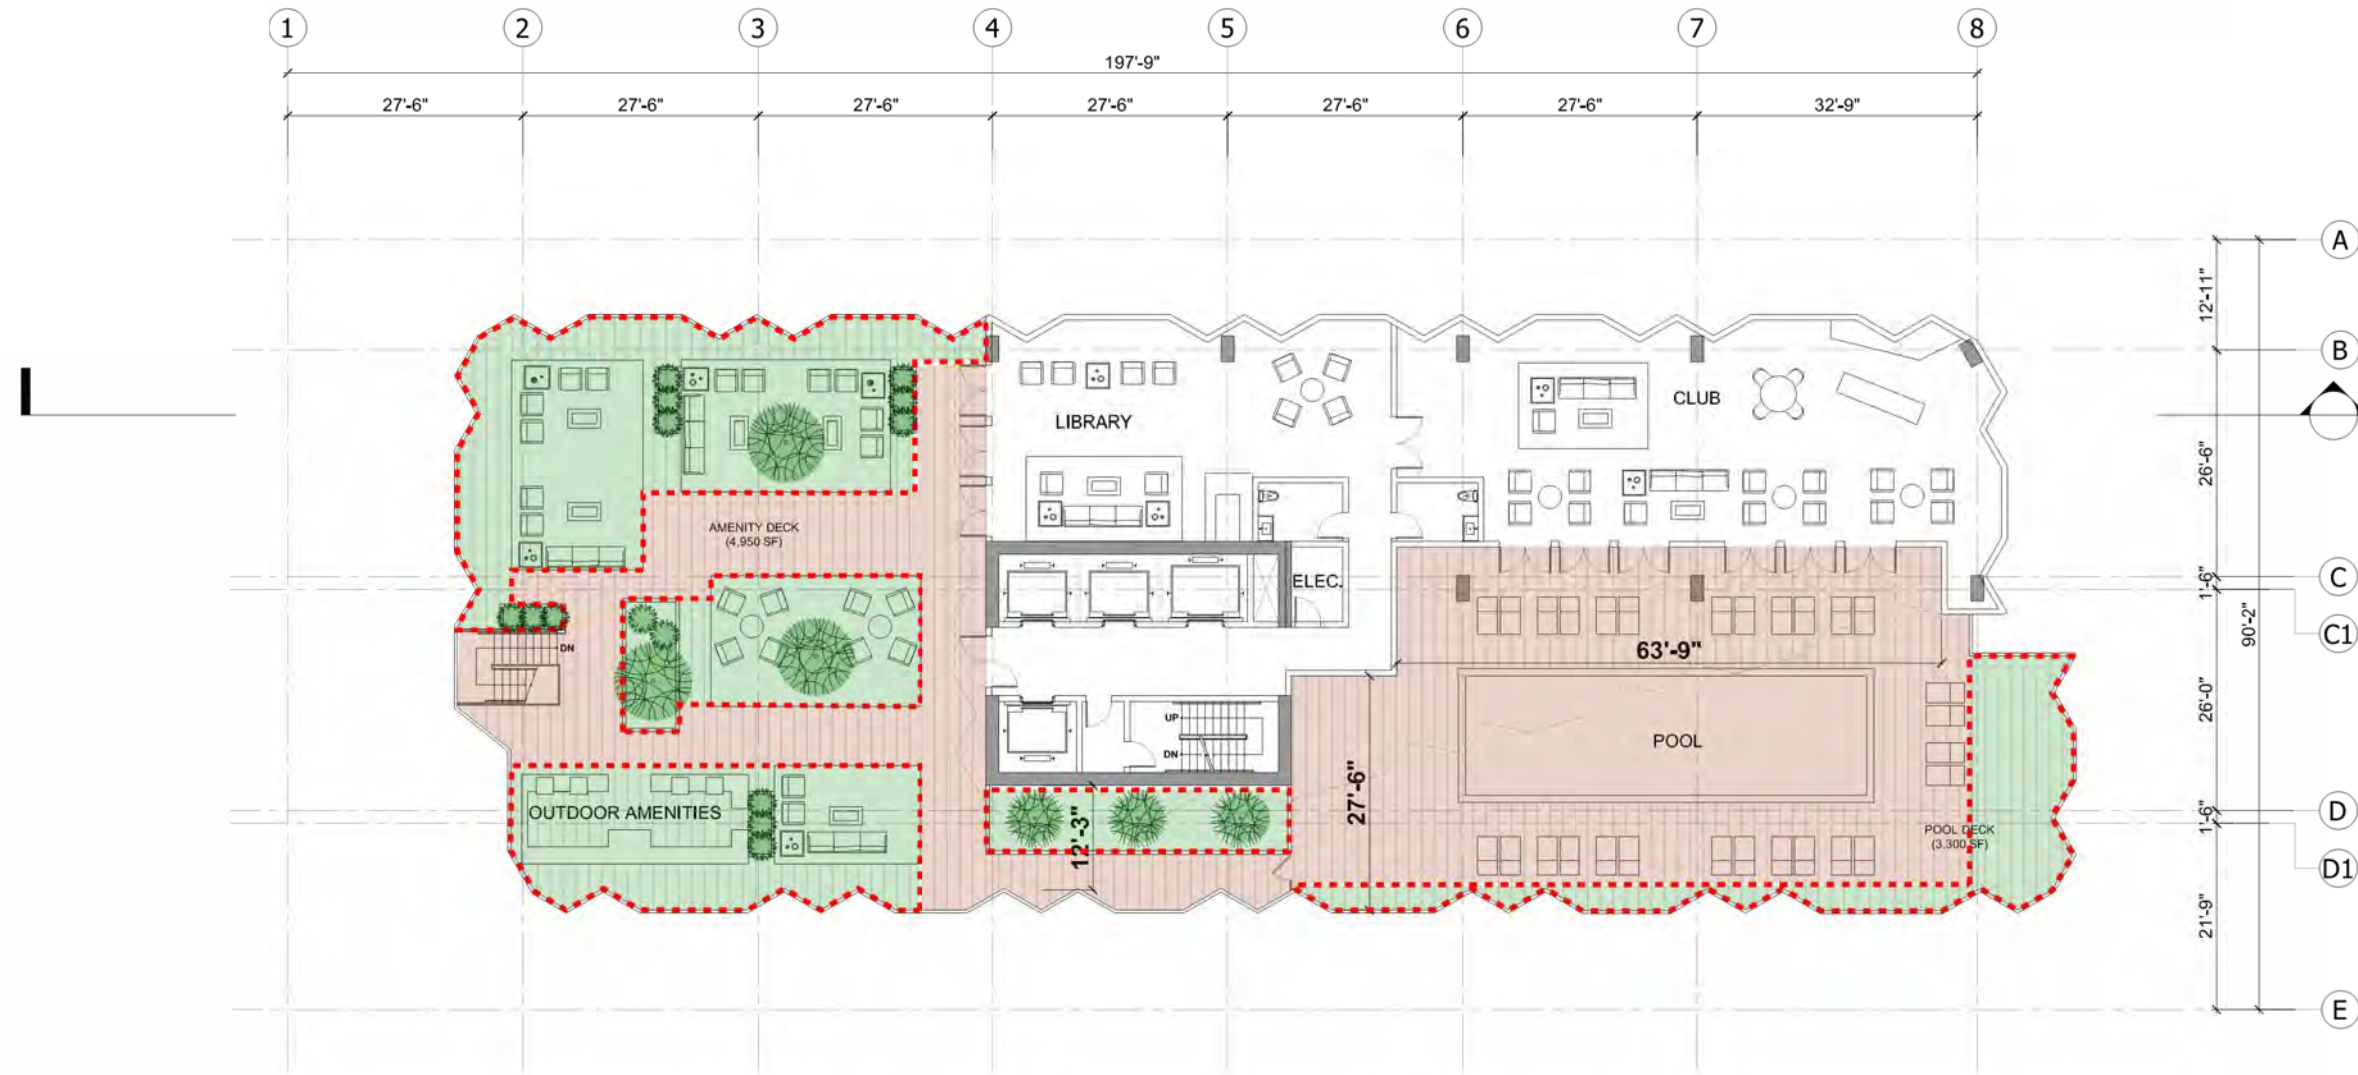 1 2 3 4 5 6 7 8
197'-9"
27'-6" 27'-6" 27'-6" 27'-6" 27'-6" 27'-6" 32'-9"
A
12'-11"
B
CLUB
LIBRARY
26'-6"
AMENITY DECK
(4,950 SF)
ELEC.
C
1'-6"
C1
90'-2"
DN
63'-9"
26'-0"
UP
DN
POOL
27'-6"
OUTDOOR AMENITIES
12'-3"
POOL DECK
(3,300 SF)
D
1'-6"
D1
21'-9"
E